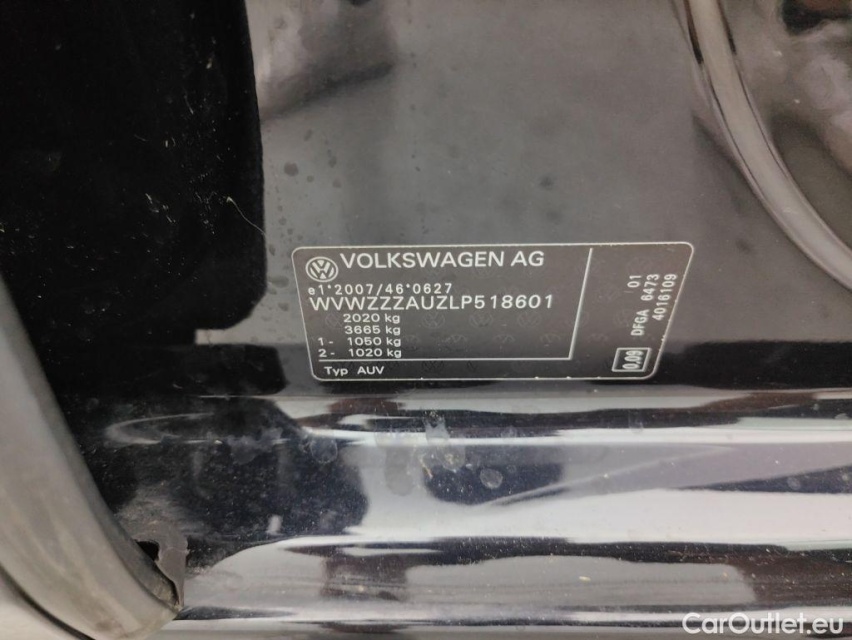 VOLKSWAGEN AG
e1*2007/46*0627
WVWZZZAUZLP518601
2020 kg
3665 kg
1- 1050 kg
2- 1020 kg
Typ AUV
01
DFGA 6473
4016109
0.09
CarOutlet.eu